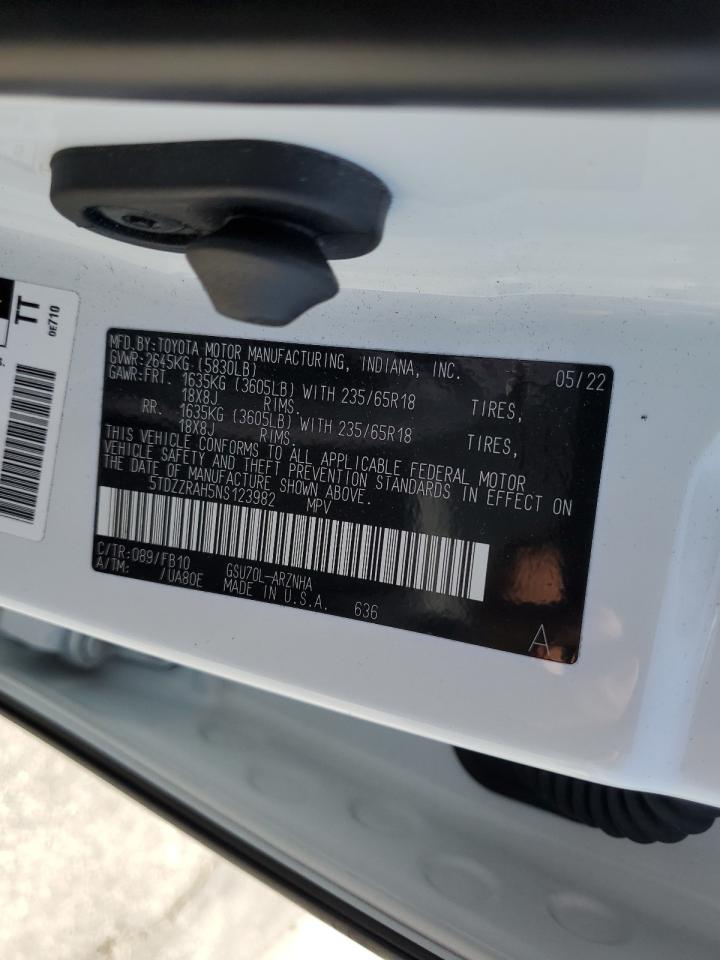 TT
0E710
S.
MFD.BY:TOYOTA MOTOR MANUFACTURING, INDIANA, INC. 05/22
GVWR:2645KG (5830LB)
GAWR:FRT. 1635KG (3605LB) WITH 235/65R18 TIRES,
18X8J RIMS.
RR. 1635KG (3605LB) WITH 235/65R18 TIRES,
18X8J RIMS.
THIS VEHICLE CONFORMS TO ALL APPLICABLE FEDERAL MOTOR
VEHICLE SAFETY AND THEFT PREVENTION STANDARDS IN EFFECT ON
THE DATE OF MANUFACTURE SHOWN ABOVE.
5TDZZRAH5NS123982 MPV
C/TR:089/FB10 GSU70L-ARZNHA
A/TM: /UA80E MADE IN U.S.A. 636
A